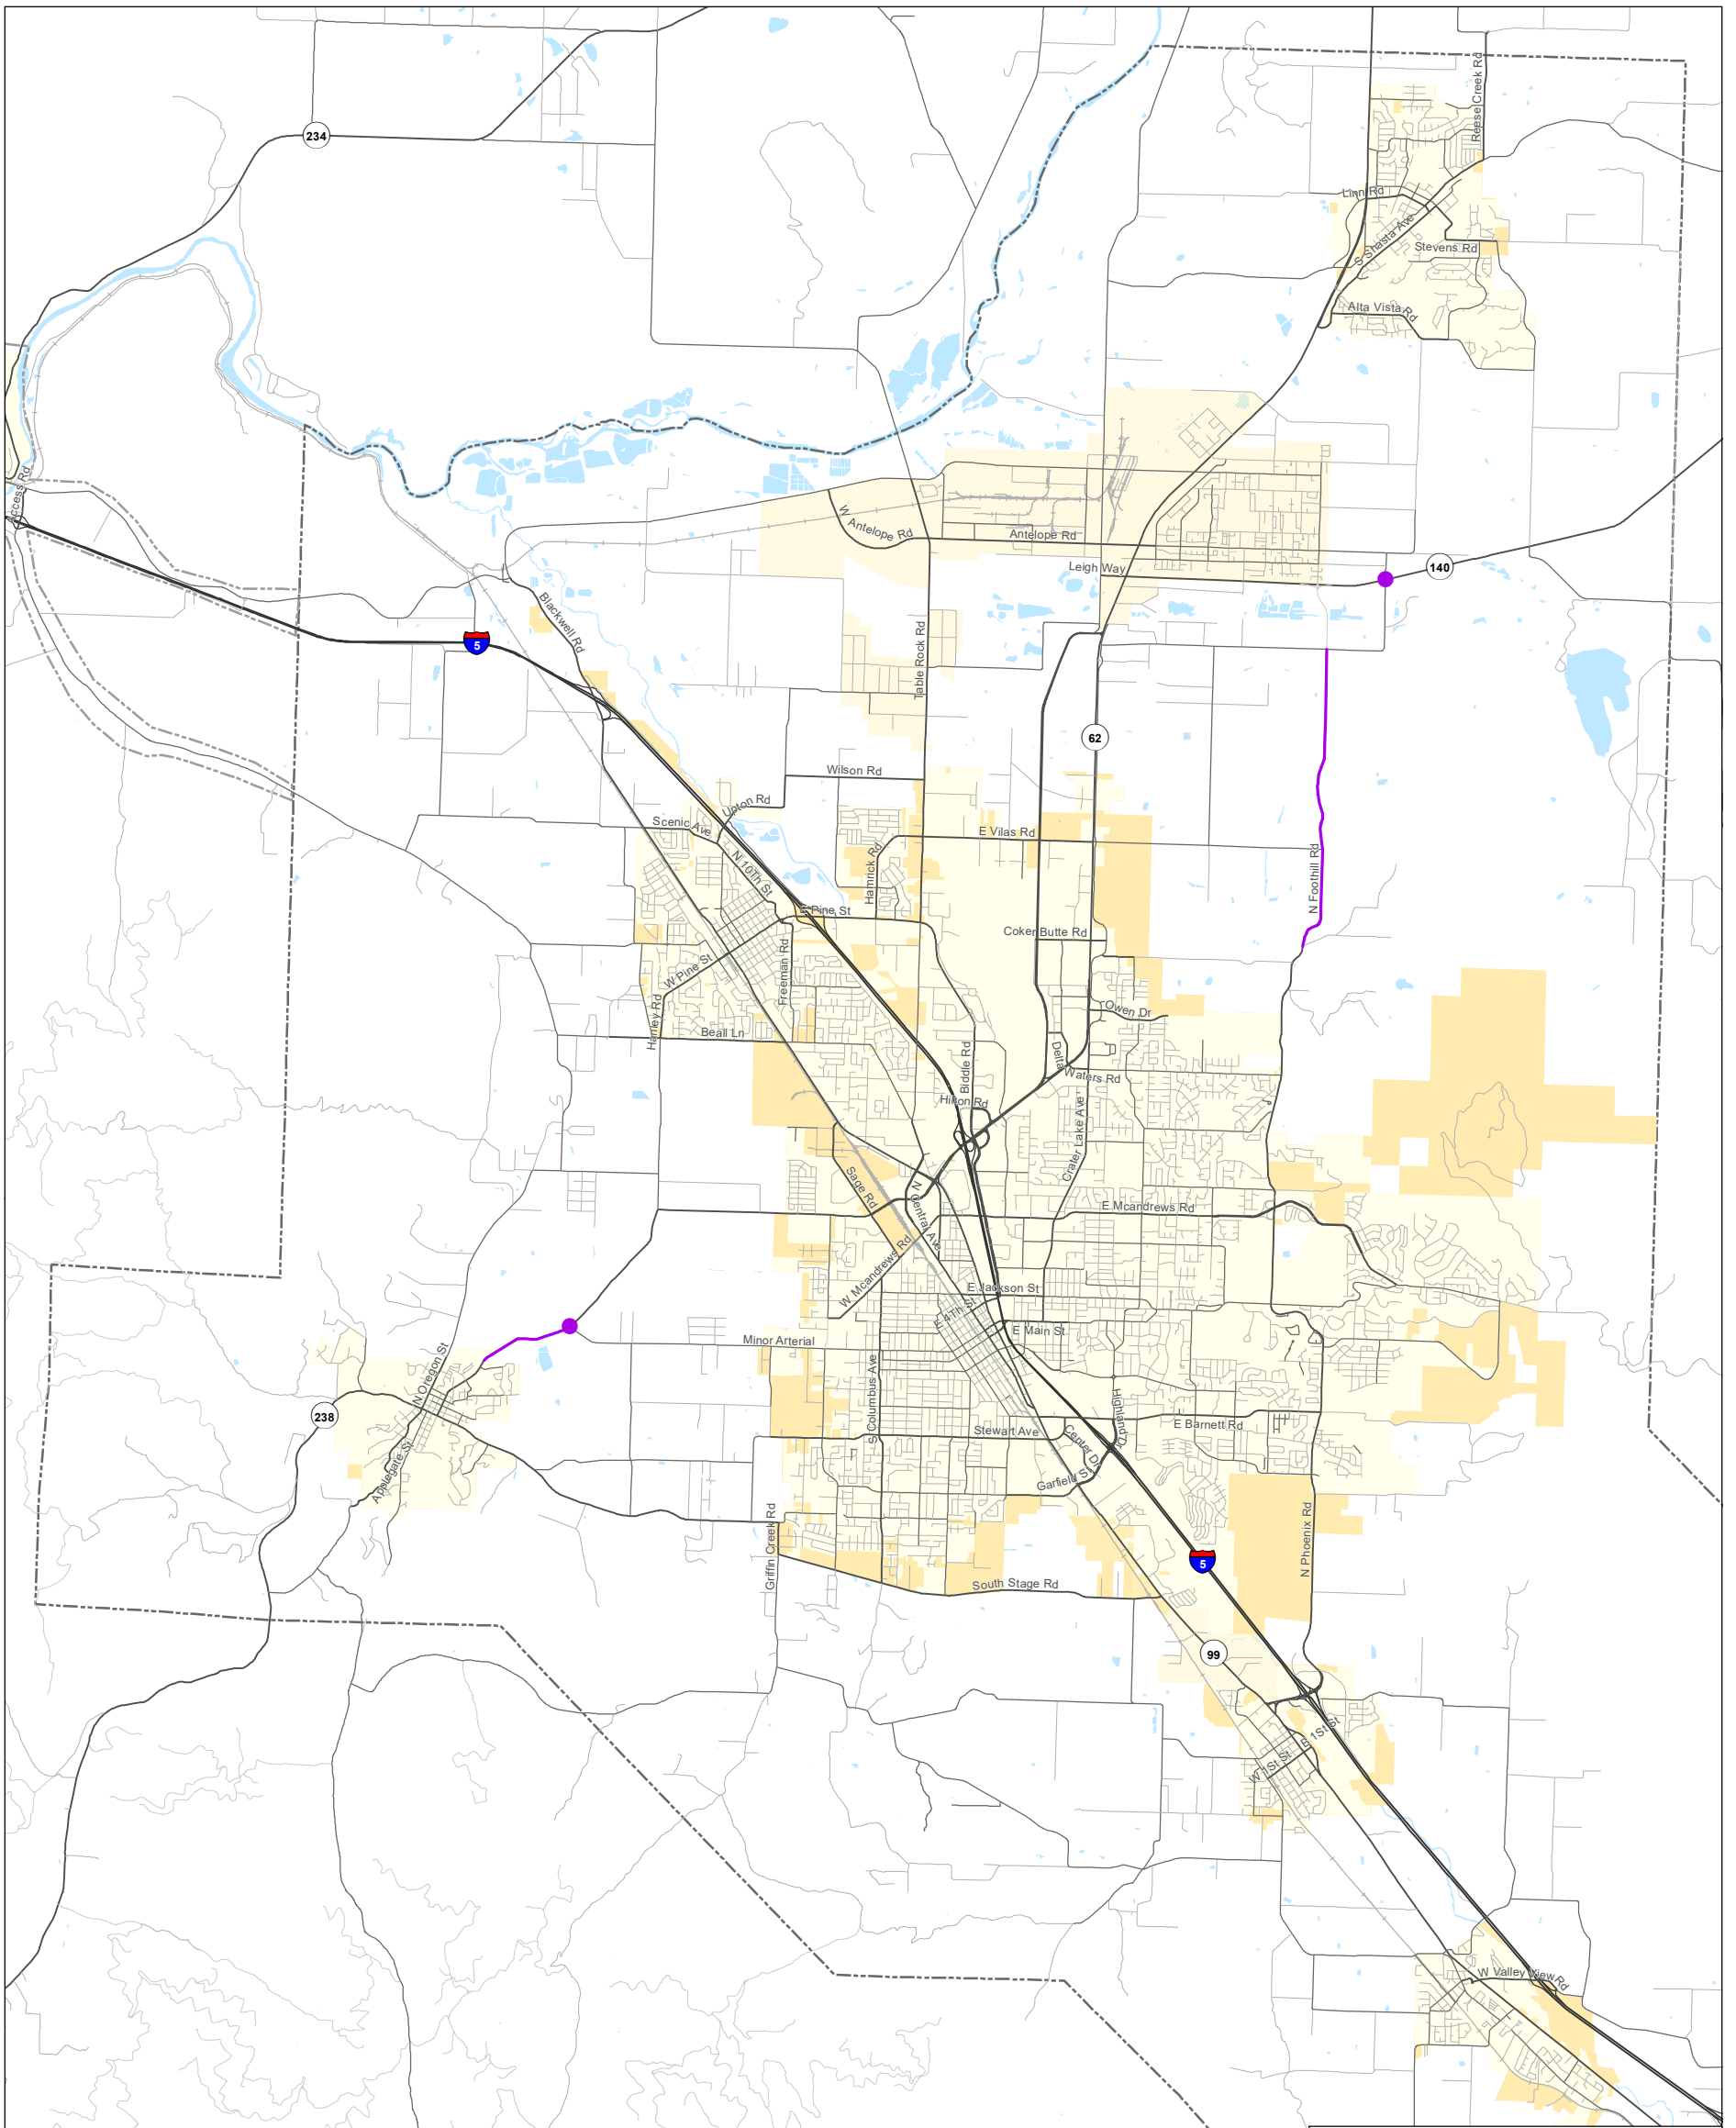 Reese Creek Rd
234
Linn Rd
S Shasta Ave
Stevens Rd
Alta Vista Rd
ccess Rd
W Antelope Rd
Antelope Rd
Leigh Way
140
Blackwell Rd
5
Table Rock Rd
62
Wilson Rd
Upton Rd
Scenic Ave
E Vilas Rd
N 10Th St
Hamrick Rd
N Foothill Rd
E Pine St
Coker Butte Rd
W Pine St
Freeman Rd
Owen Dr
Hanley Rd
Beall Ln
Biddle Rd
Delta Waters Rd
Hilton Rd
Crater Lake Ave
Sage Rd
N Central Ave
E Mcandrews Rd
W Mcandrews Rd
E Jackson St
E 4Th St
E Main St
Minor Arterial
N Oregon St
S Columbus Ave
Highland Dr
238
E Barnett Rd
Stewart Ave
Center Dr
Applegate St
Garfield S
Griffin Creek Rd
N Phoenix Rd
5
South Stage Rd
99
E 1St St
W 1St St
W Valley View Rd